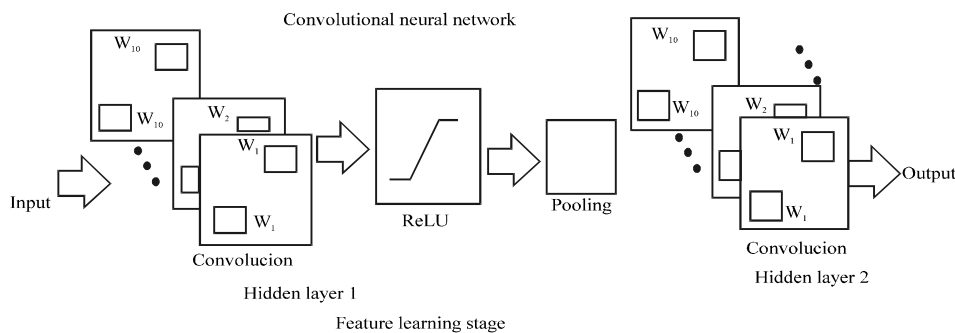 Convolutional neural network
W10
W10
W2
W1
W1
Input
Convolucion
Hidden layer 1
ReLU
Pooling
W10
W10
W2
W1
W1
Output
Convolucion
Hidden layer 2
Feature learning stage